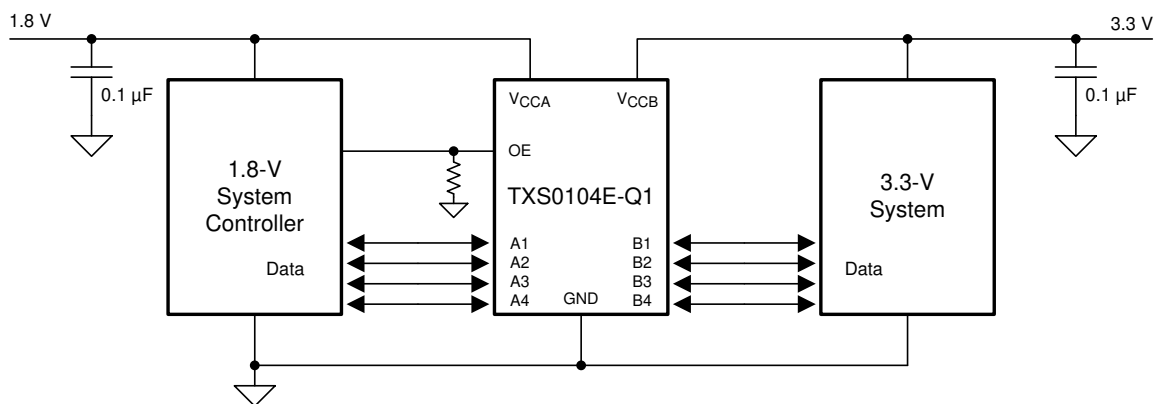 1.8 V
3.3 V
0.1 µF
0.1 µF
VCCA
VCCB
OE
1.8-V
System
Controller
TXS0104E-Q1
3.3-V
System
A1
B1
A2
B2
Data
Data
A3
B3
A4
GND
B4